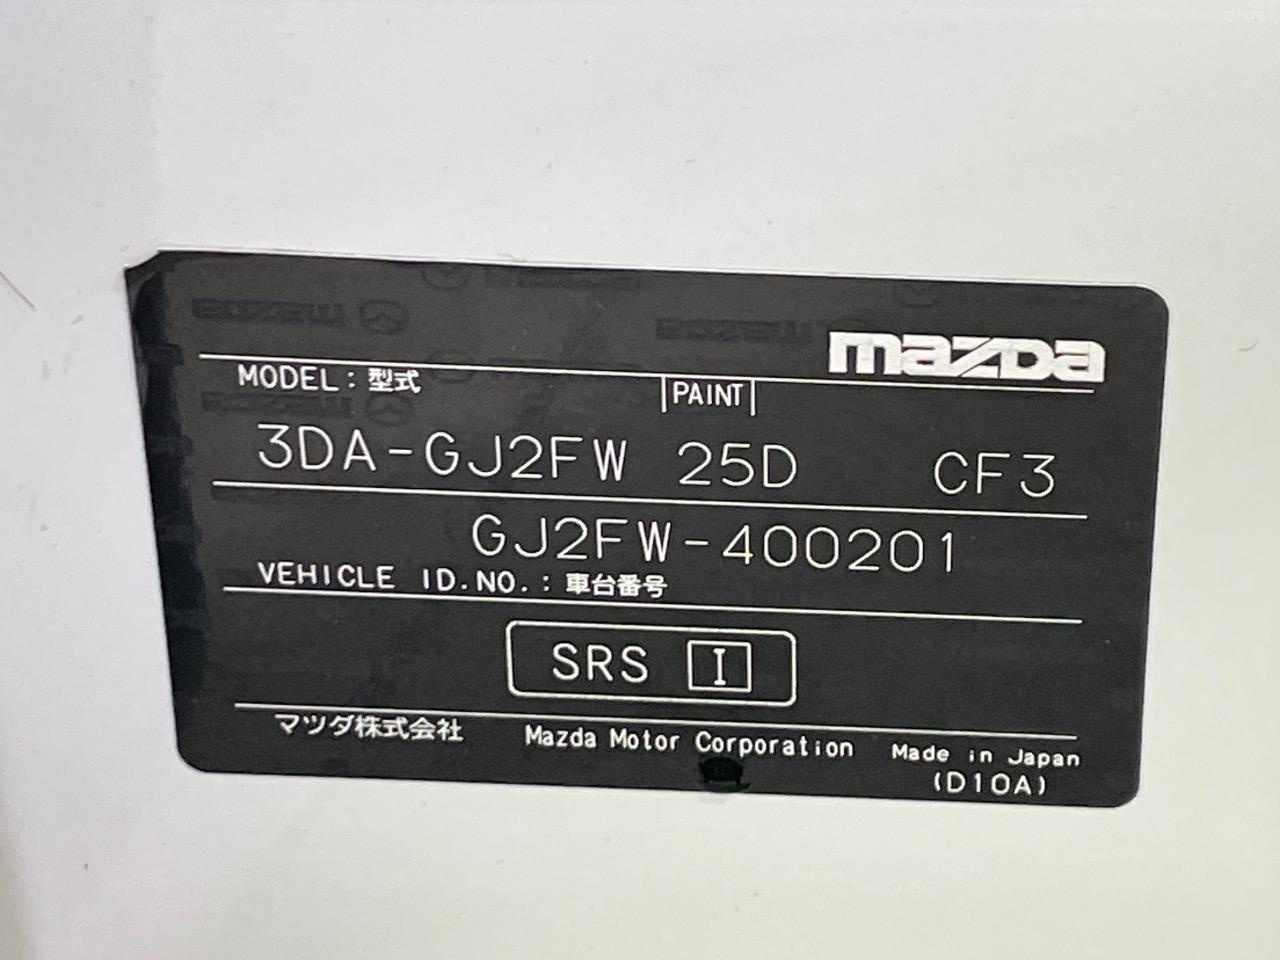 mazda
MODEL : 型式 PAINT
3DA-GJ2FW 25D CF3
GJ2FW-400201
VEHICLE ID.NO. : 車台番号
SRS I
マツダ株式会社 Mazda Motor Corporation Made in Japan
(D10A)